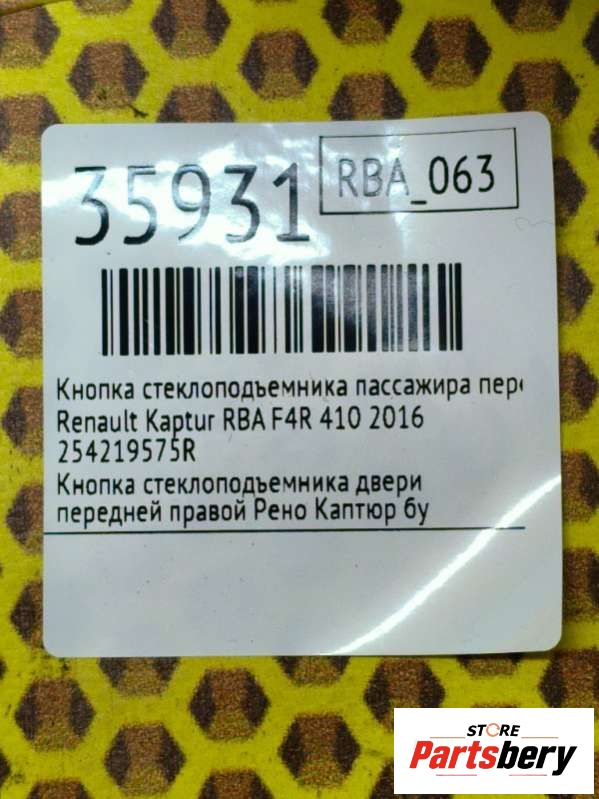 35931
RBA_063
Кнопка стеклоподъемника пассажира пере
Renault Kaptur RBA F4R 410 2016
254219575R
Кнопка стеклоподъемника двери
передней правой Рено Каптюр бу
STORE
Partsbery